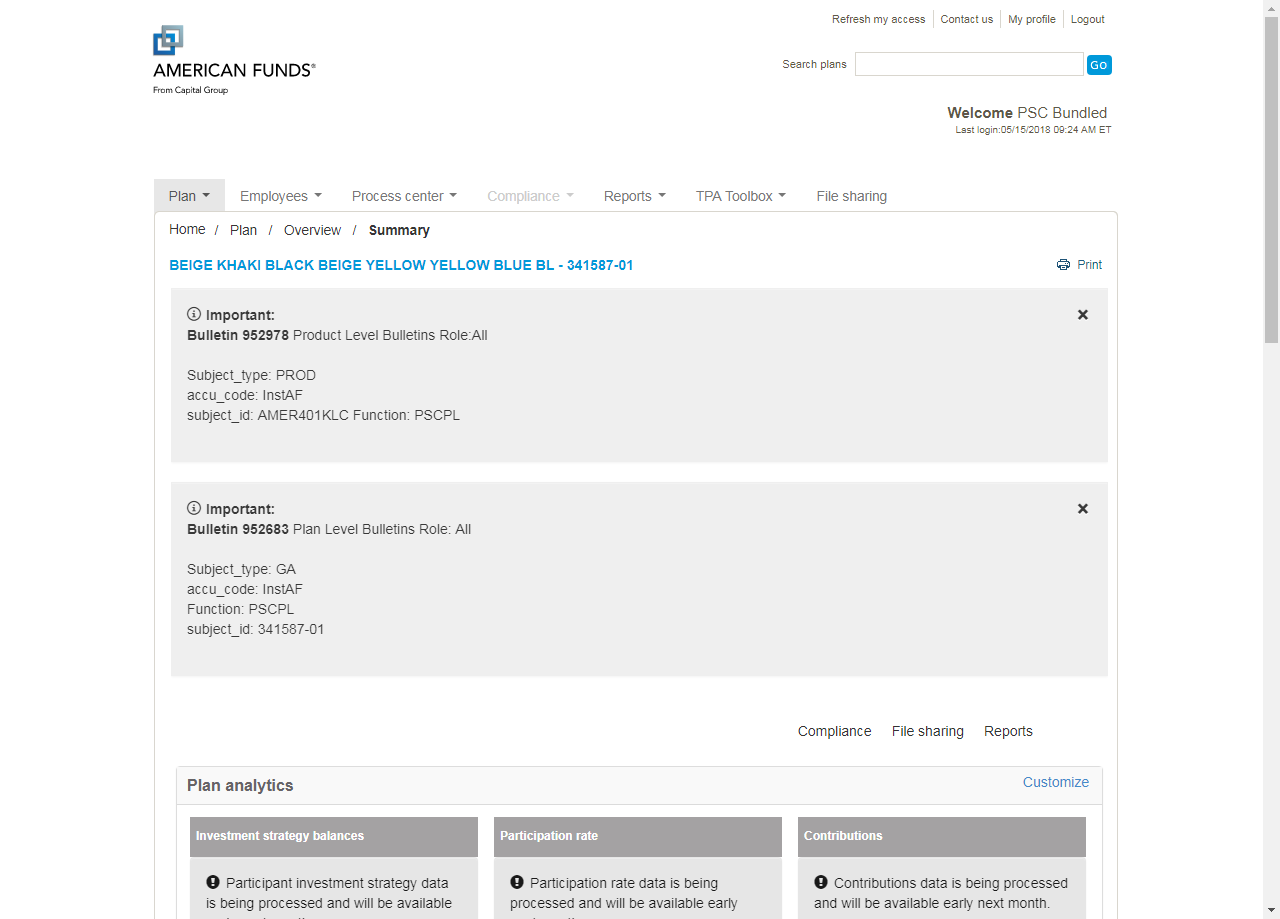 Refresh my access Contact us My profile Logout
AMERICAN FUNDS®
From Capital Group
Search plans Go
Welcome PSC Bundled
Last login:05/15/2018 09:24 AM ET
Plan Employees Process center Compliance Reports TPA Toolbox File sharing
Home / Plan / Overview / Summary
BEIGE KHAKI BLACK BEIGE YELLOW YELLOW BLUE BL - 341587-01 Print
Important:
Bulletin 952978 Product Level Bulletins Role:All
Subject_type: PROD
accu_code: InstAF
subject_id: AMER401KLC Function: PSCPL
Important:
Bulletin 952683 Plan Level Bulletins Role: All
Subject_type: GA
accu_code: InstAF
Function: PSCPL
subject_id: 341587-01
Compliance File sharing Reports
Plan analytics Customize
Investment strategy balances
Participant investment strategy data
is being processed and will be available
Participation rate
Participation rate data is being
processed and will be available early
Contributions
Contributions data is being processed
and will be available early next month.